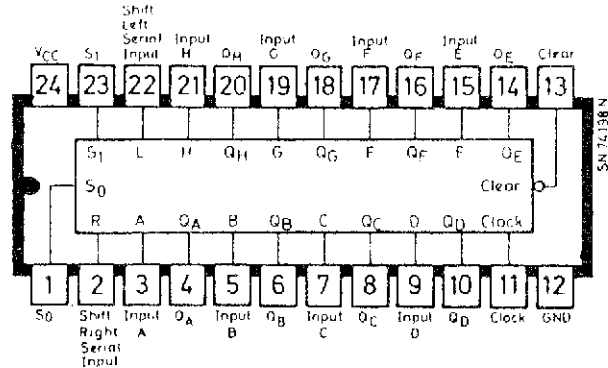 Shift
Left
Serial
Input
VCC S1 Input H QH Input G QG Input F QF Input E QE Clear
24 23 22 21 20 19 18 17 16 15 14 13
S1 L H QH G QG F QF E QE
S0 Clear
R A QA B QB C QC D QD Clock
SN 74198 N
1 2 3 4 5 6 7 8 9 10 11 12
S0 Shift Right Serial Input Input A QA Input B QB Input C QC Input D QD Clock GND